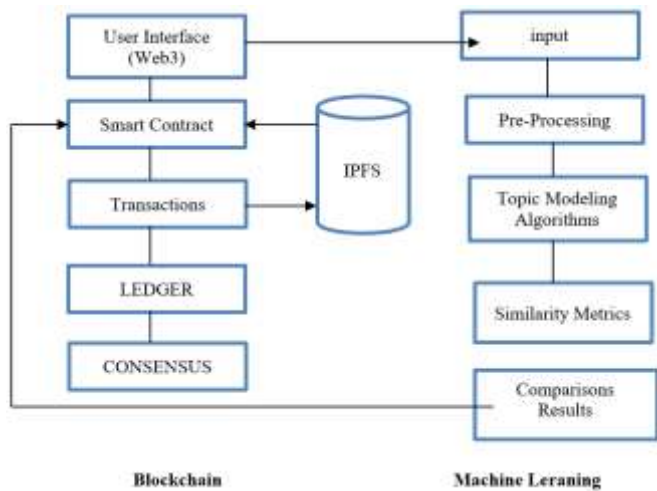 User Interface
(Web3)
input
Smart Contract
Pre-Processing
IPFS
Transactions
Topic Modeling
Algorithms
LEDGER
Similarity Metrics
CONSENSUS
Comparisons
Results
Blockchain
Machine Leraning